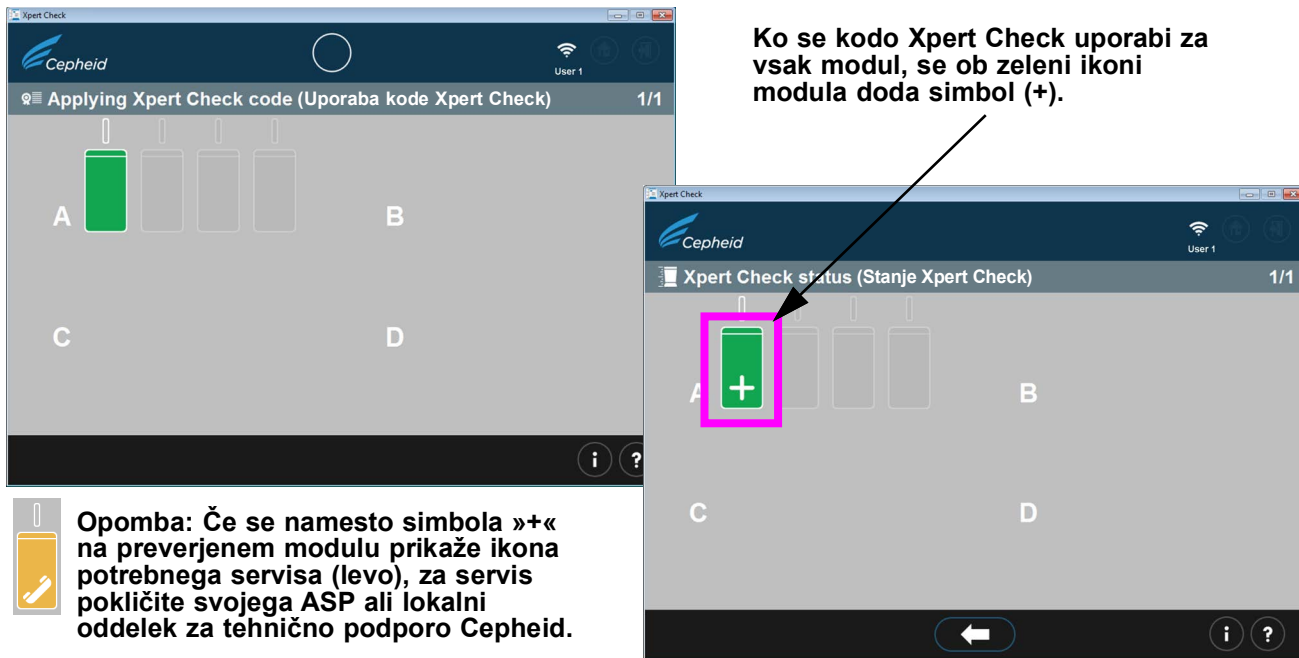 Xpert Check
Cepheid
User 1
Applying Xpert Check code (Uporaba kode Xpert Check) 1/1
A
B
C
D
i ?
Ko se kodo Xpert Check uporabi za
vsak modul, se ob zeleni ikoni
modula doda simbol (+).
Xpert Check
Cepheid
User 1
Xpert Check status (Stanje Xpert Check) 1/1
A
+
B
C
D
i ?
Opomba: Če se namesto simbola »+«
na preverjenem modulu prikaže ikona
potrebnega servisa (levo), za servis
pokličite svojega ASP ali lokalni
oddelek za tehnično podporo Cepheid.